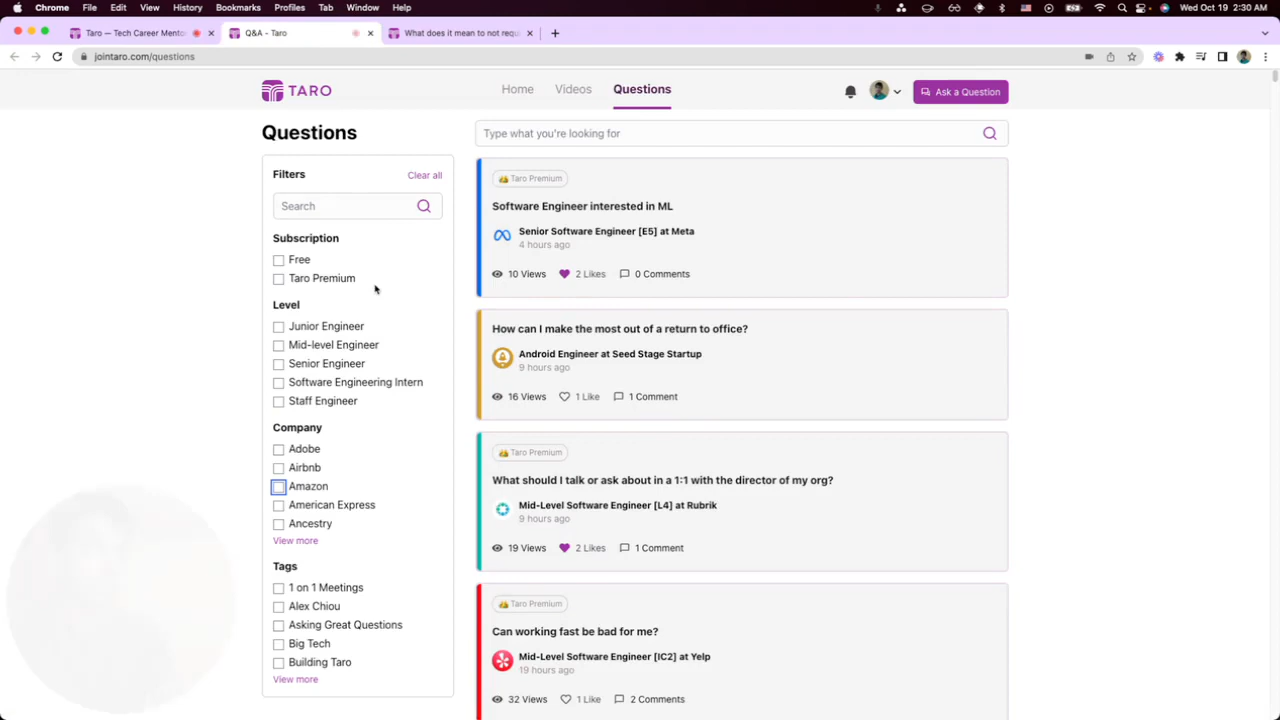 Chrome File Edit View History Bookmarks Profiles Tab Window Help
Wed Oct 19 2:30 AM
Taro — Tech Career Mento
Q&A - Taro
What does it mean to not requ
jointaro.com/questions
TARO
Home
Videos
Questions
Ask a Question
Questions
Type what you're looking for
Filters
Clear all
Search
Subscription
Free
Taro Premium
Level
Junior Engineer
Mid-level Engineer
Senior Engineer
Software Engineering Intern
Staff Engineer
Company
Adobe
Airbnb
Amazon
American Express
Ancestry
View more
Tags
1 on 1 Meetings
Alex Chiou
Asking Great Questions
Big Tech
Building Taro
View more
Taro Premium
Software Engineer interested in ML
Senior Software Engineer [E5] at Meta
4 hours ago
10 Views 2 Likes 0 Comments
How can I make the most out of a return to office?
Android Engineer at Seed Stage Startup
9 hours ago
16 Views 1 Like 1 Comment
Taro Premium
What should I talk or ask about in a 1:1 with the director of my org?
Mid-Level Software Engineer [L4] at Rubrik
9 hours ago
19 Views 2 Likes 1 Comment
Taro Premium
Can working fast be bad for me?
Mid-Level Software Engineer [IC2] at Yelp
19 hours ago
32 Views 1 Like 2 Comments